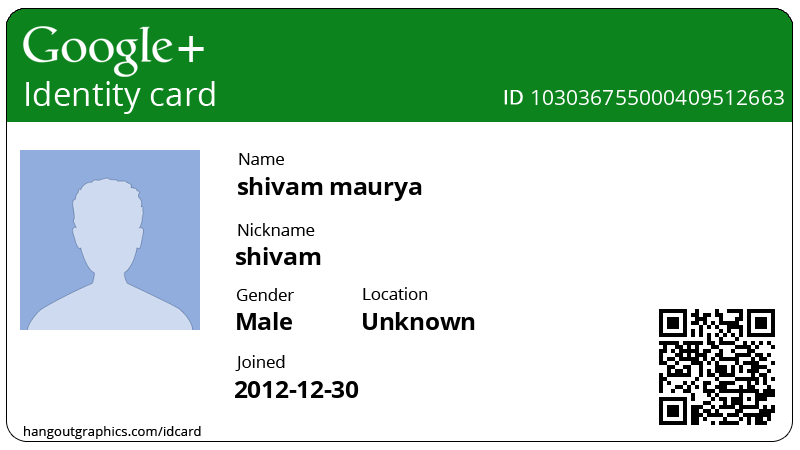 Google+
Identity card
ID 103036755000409512663
Name
shivam maurya
Nickname
shivam
Gender Location
Male Unknown
Joined
2012-12-30
hangoutgraphics.com/idcard